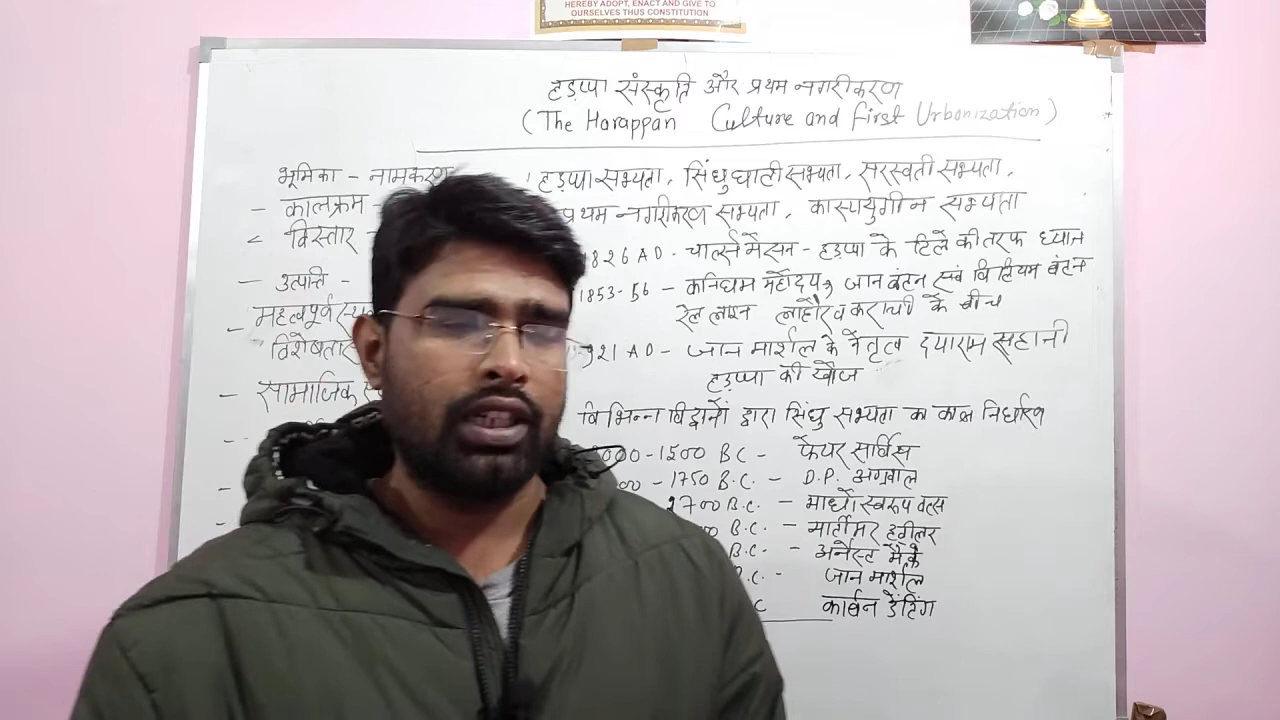 HEREBY ADOPT, ENACT AND GIVE TO
OURSELVES THIS CONSTITUTION
हड़प्पा संस्कृति और प्रथम नगरीकरण
(The Harappan Culture and First Urbanization)
भूमिका - नामकरण
हड़प्पा सभ्यता, सिंधु घाटी सभ्यता, सरस्वती सभ्यता,
- कालक्रम -
प्रथम नगरीकरण सभ्यता, कास्ययुगीन सभ्यता
विस्तार
1826 AD - चार्ल्स मैसन - हड़प्पा के टिले की तरफ ध्यान
- उत्पत्ति -
1853-56 - कनिंघम महोदय, जान बंटन एवं विलियम बंटन
रेल लाइन लाहौर व कराची के बीच
- महत्वपूर्ण
विशेषताएँ
921 AD - जान मार्शल के नेतृत्व दयाराम सहानी
हड़प्पा की खोज
- सामाजिक
विभिन्न विद्वानों द्वारा सिंधु सभ्यता का काल निर्धारण
000 - 1500 BC - फेयर सर्विस
00 - 1750 B.C. - D.P. अग्रवाल
2700 B.C. - माधोस्वरूप वत्स
B.C. - मार्टीमर ह्वीलर
B.C. - अर्नेस्ट मैके
.C. - जान मार्शल
C कार्बन डेटिंग